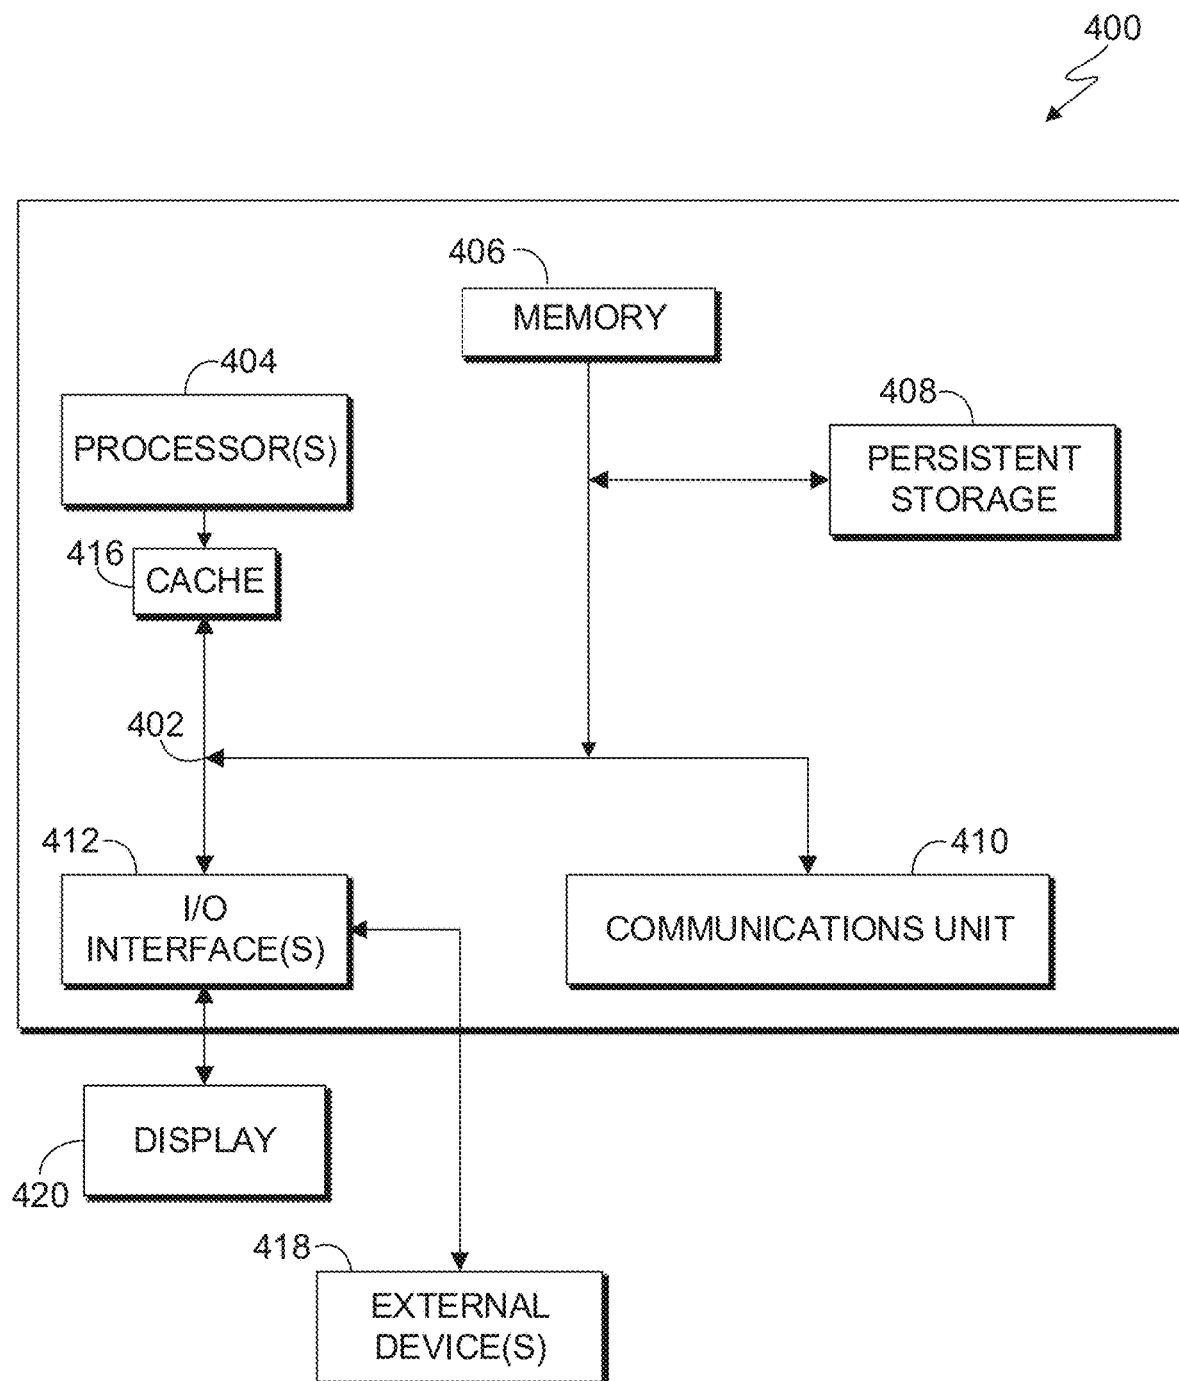 400
406
MEMORY
404
PROCESSOR(S)
408
PERSISTENT
STORAGE
416
CACHE
402
412
I/O
INTERFACE(S)
410
COMMUNICATIONS UNIT
DISPLAY
420
418
EXTERNAL
DEVICE(S)